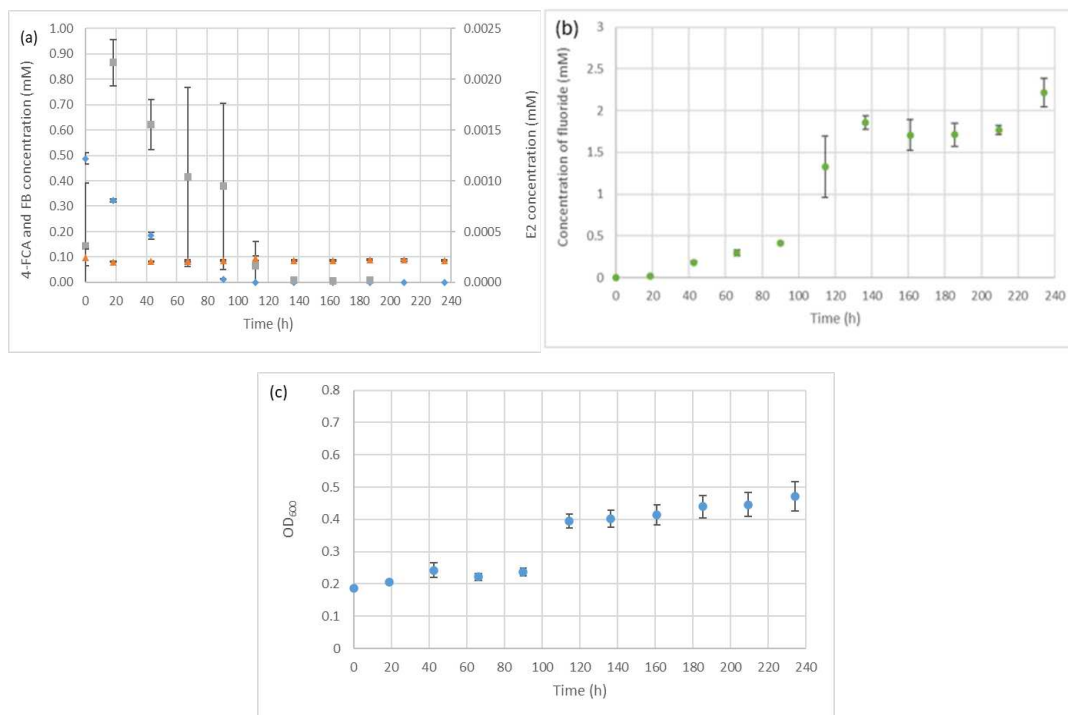 (a)
4-FCA and FB concentration (mM)
1.00
0.90
0.80
0.70
0.60
0.50
0.40
0.30
0.20
0.10
0.00
0 20 40 60 80 100 120 140 160 180 200 220 240
Time (h)
0.0025
0.0020
0.0015
0.0010
0.0005
0.0000
E2 concentration (mM)
(b)
Concentration of fluoride (mM)
3
2.5
2
1.5
1
0.5
0
0 20 40 60 80 100 120 140 160 180 200 220 240
Time (h)
(c)
OD600
0.8
0.7
0.6
0.5
0.4
0.3
0.2
0.1
0
0 20 40 60 80 100 120 140 160 180 200 220 240
Time (h)